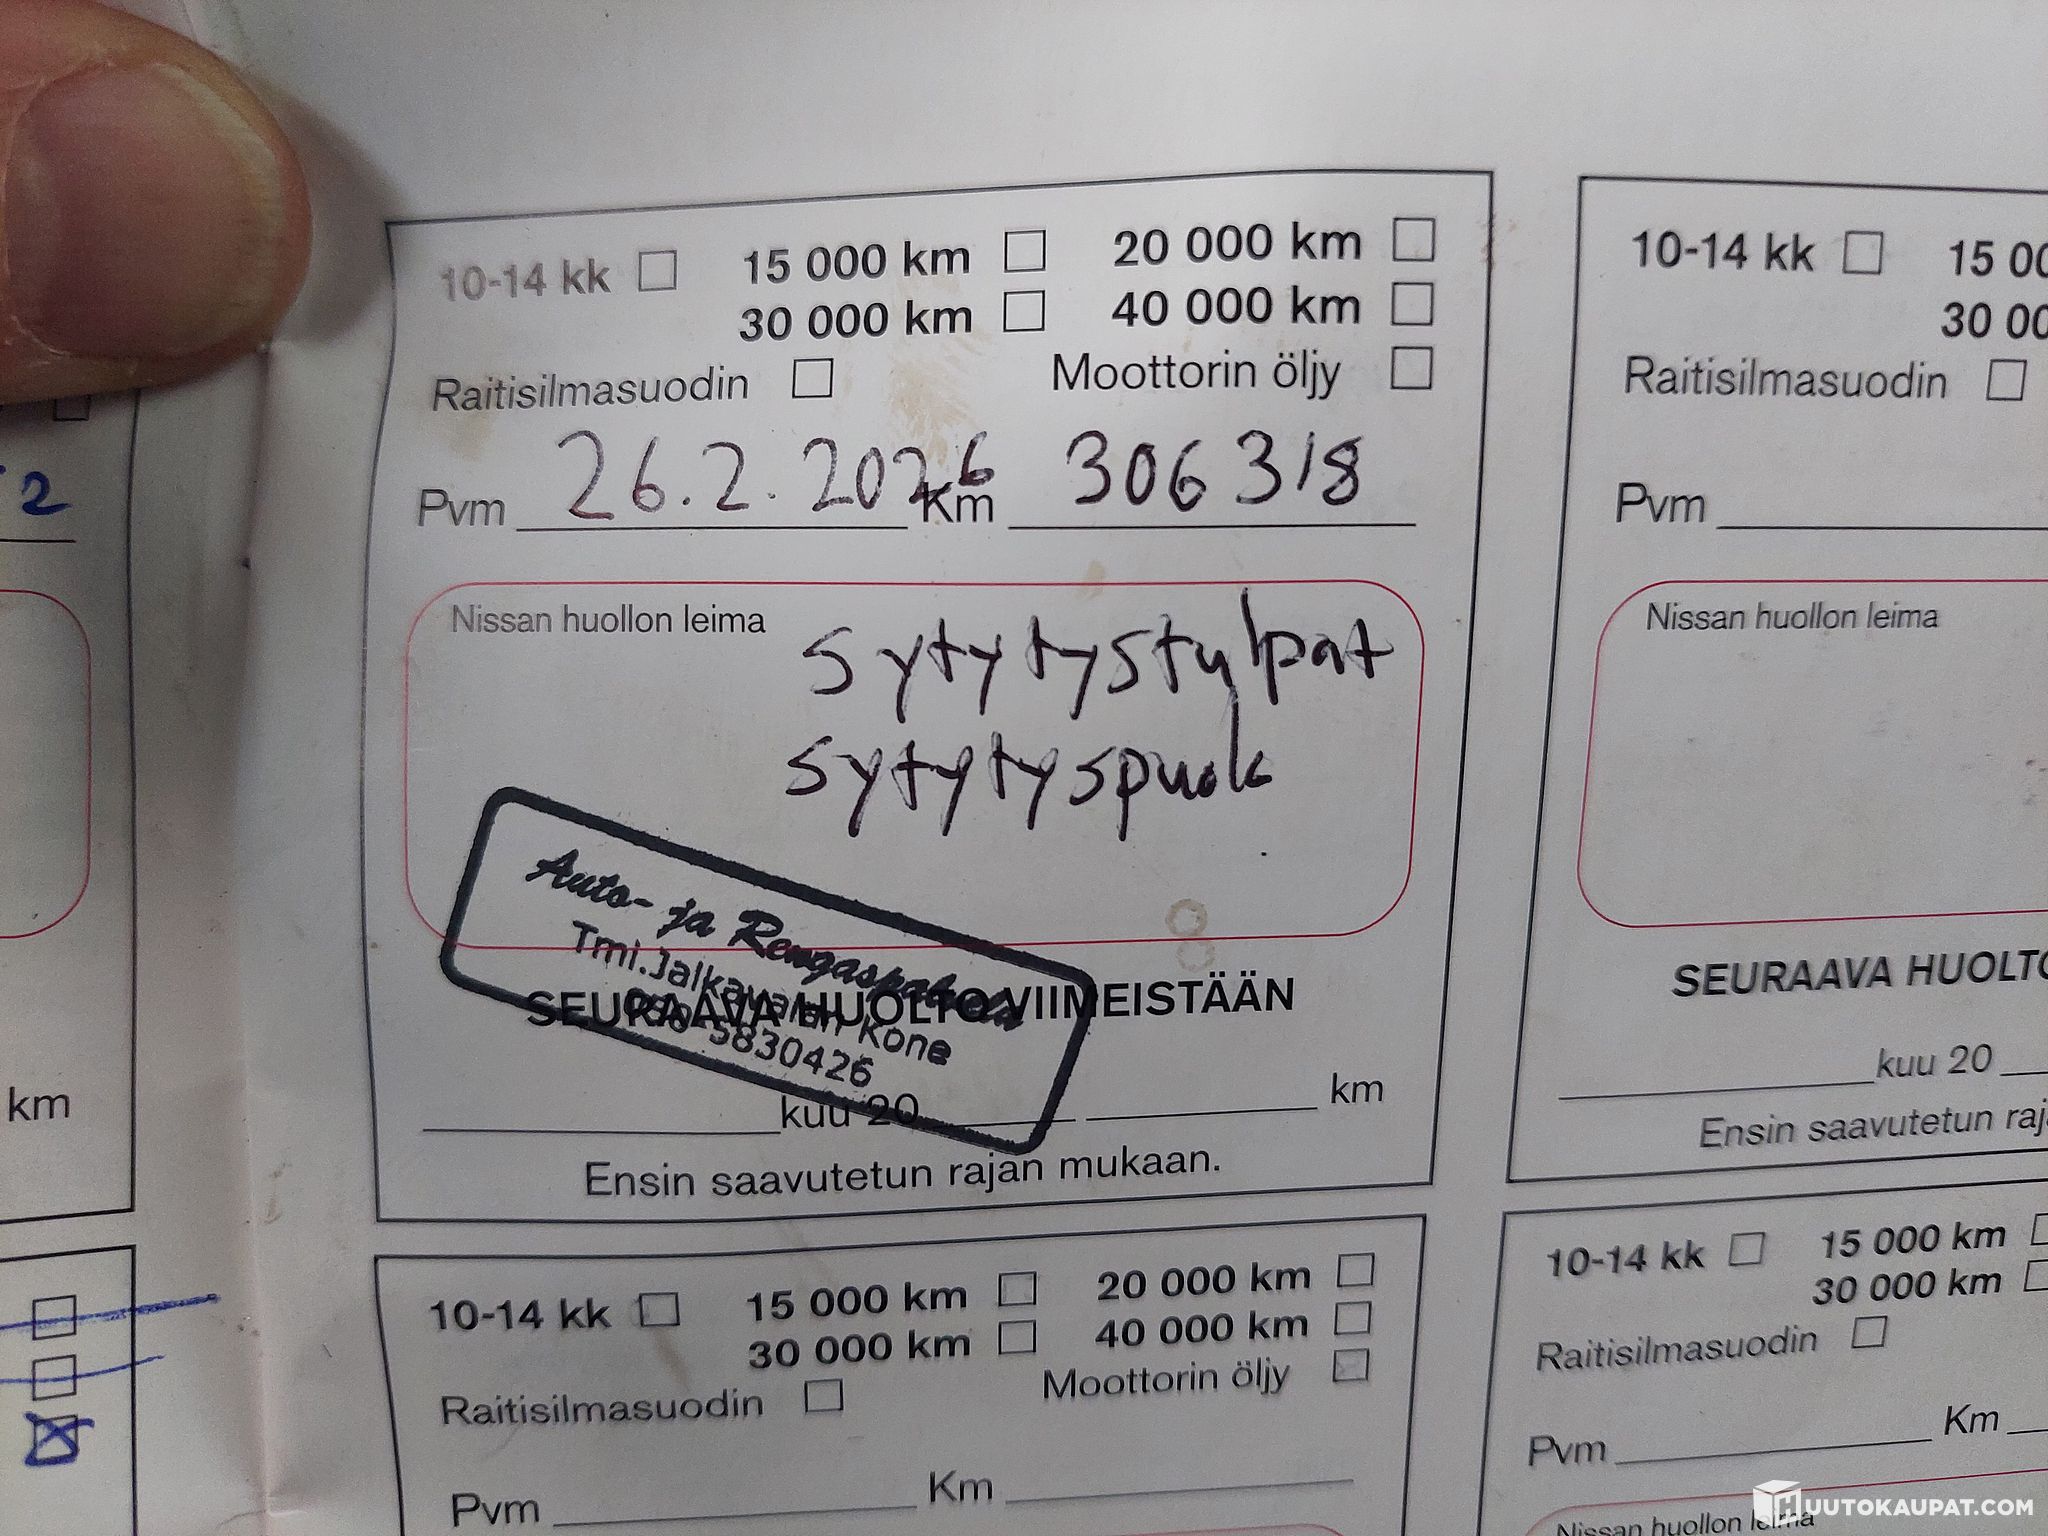 10-14 kk 15 000 km 20 000 km
30 000 km 40 000 km
Raitisilmasuodin Moottorin öljy
Pvm 26.2.2026 Km 306318
Nissan huollon leima
sytytystulpat
sytytyspuola
Auto- ja Rengaspalvelu
Tmi.Jalkavalan Kone
5830426
SEURAAVA HUOLTO VIIMEISTÄÄN
kuu 20 km
Ensin saavutetun rajan mukaan.
10-14 kk 15 000 km 20 000 km
30 000 km 40 000 km
Raitisilmasuodin Moottorin öljy
Pvm Km
2
km
10-14 kk 15 00
30 00
Raitisilmasuodin
Pvm
Nissan huollon leima
SEURAAVA HUOLTO
kuu 20
Ensin saavutetun raj
10-14 kk 15 000 km
30 000 km
Raitisilmasuodin
Pvm Km
Nissan huollon leima
HUUTOKAUPAT.COM